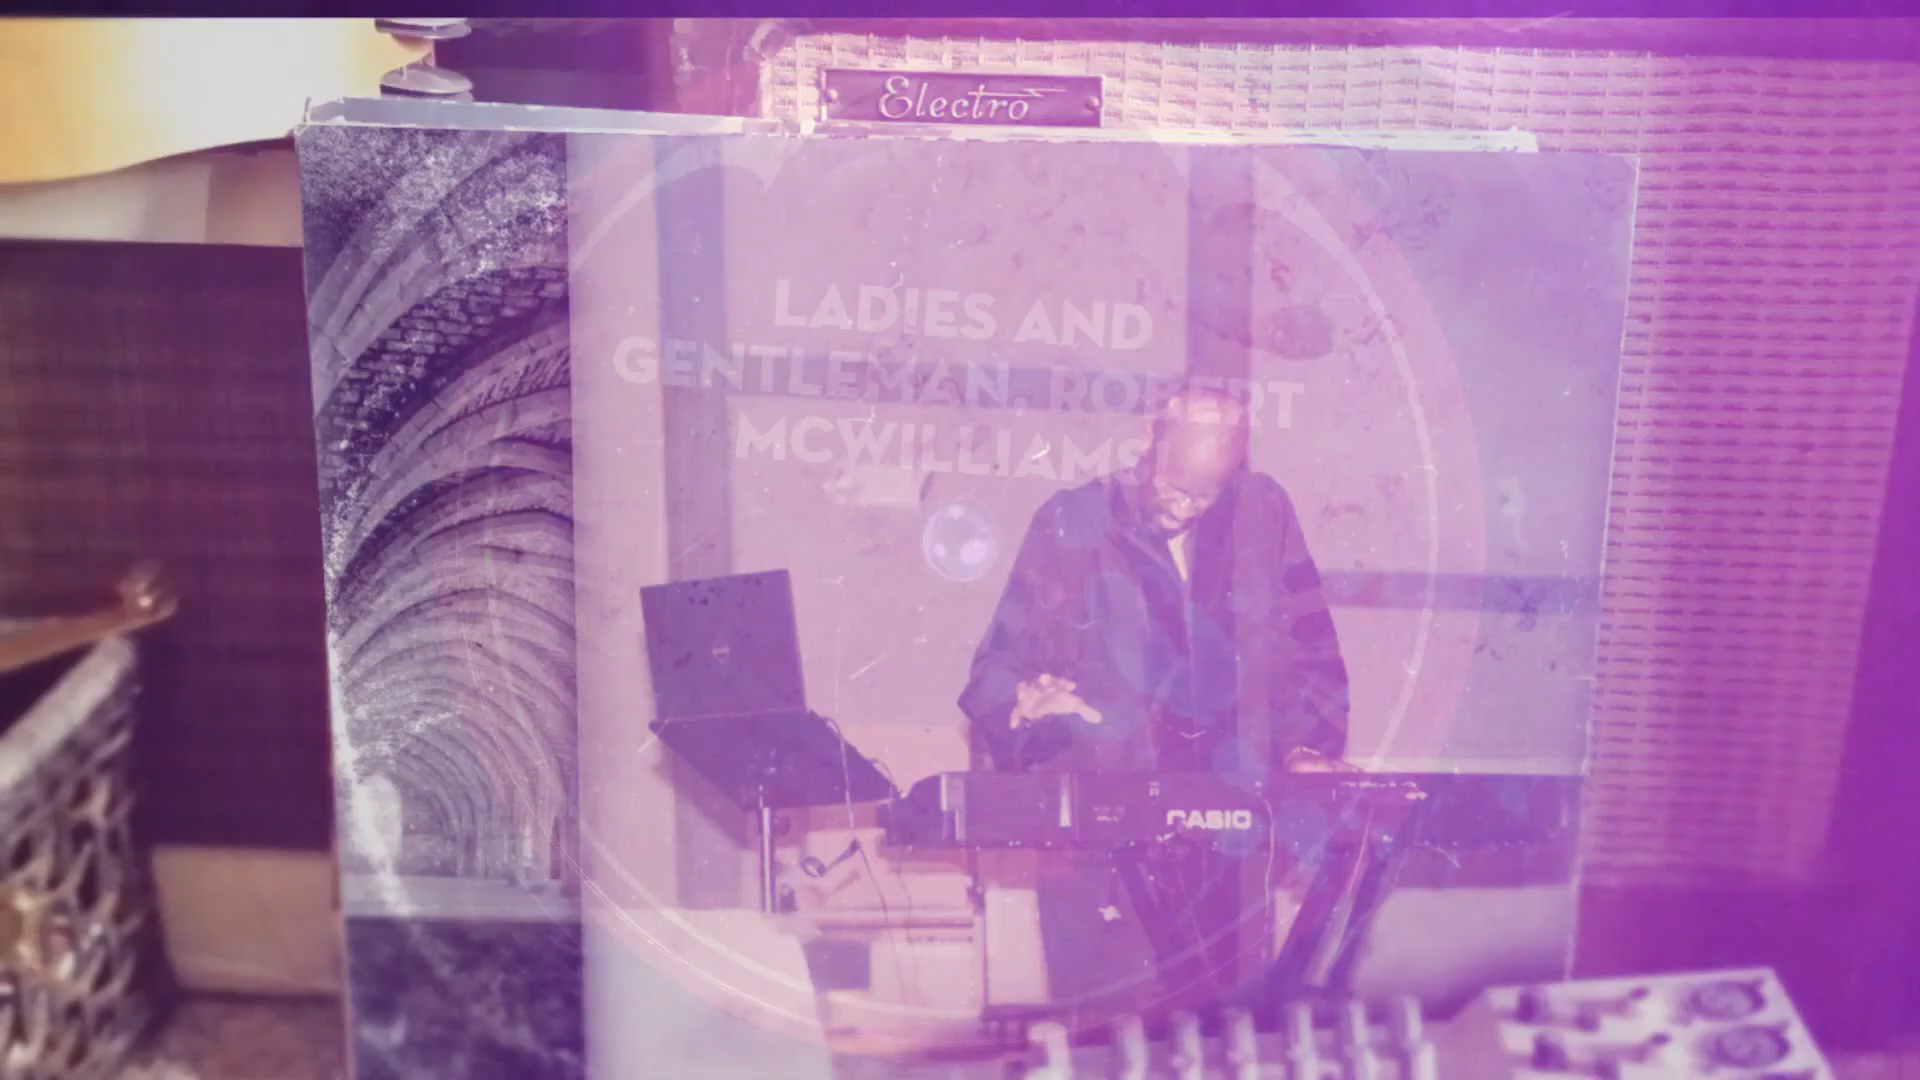 Electro
LADIES AND
GENTLEMAN, ROBERT
MCWILLIAMS!
CASIO